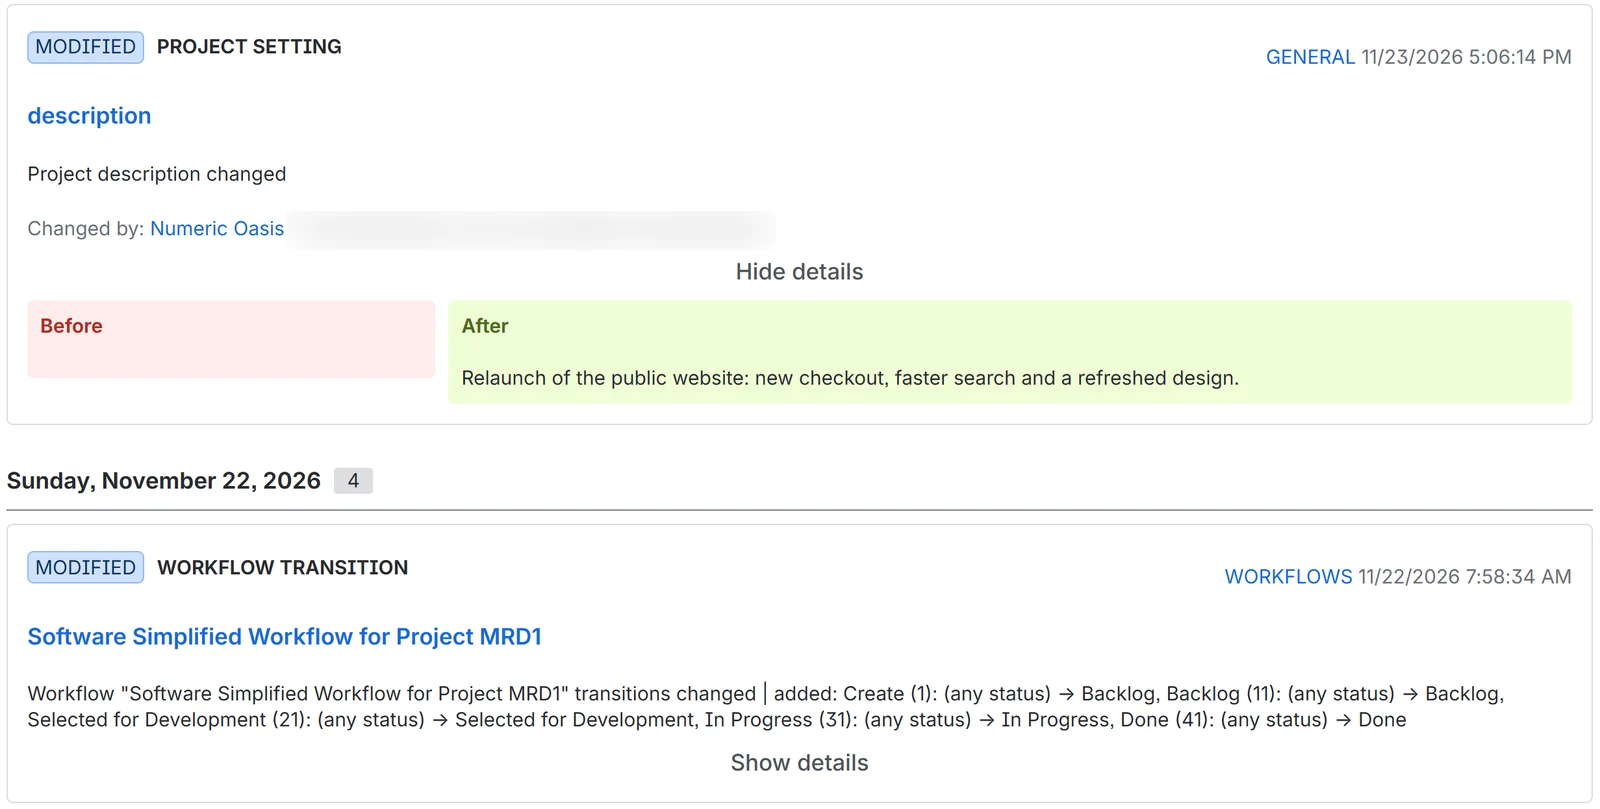 MODIFIED PROJECT SETTING
GENERAL 11/23/2026 5:06:14 PM
description
Project description changed
Changed by: Numeric Oasis
Hide details
Before
After
Relaunch of the public website: new checkout, faster search and a refreshed design.
Sunday, November 22, 2026 4
MODIFIED WORKFLOW TRANSITION
WORKFLOWS 11/22/2026 7:58:34 AM
Software Simplified Workflow for Project MRD1
Workflow "Software Simplified Workflow for Project MRD1" transitions changed | added: Create (1): (any status) → Backlog, Backlog (11): (any status) → Backlog,
Selected for Development (21): (any status) → Selected for Development, In Progress (31): (any status) → In Progress, Done (41): (any status) → Done
Show details